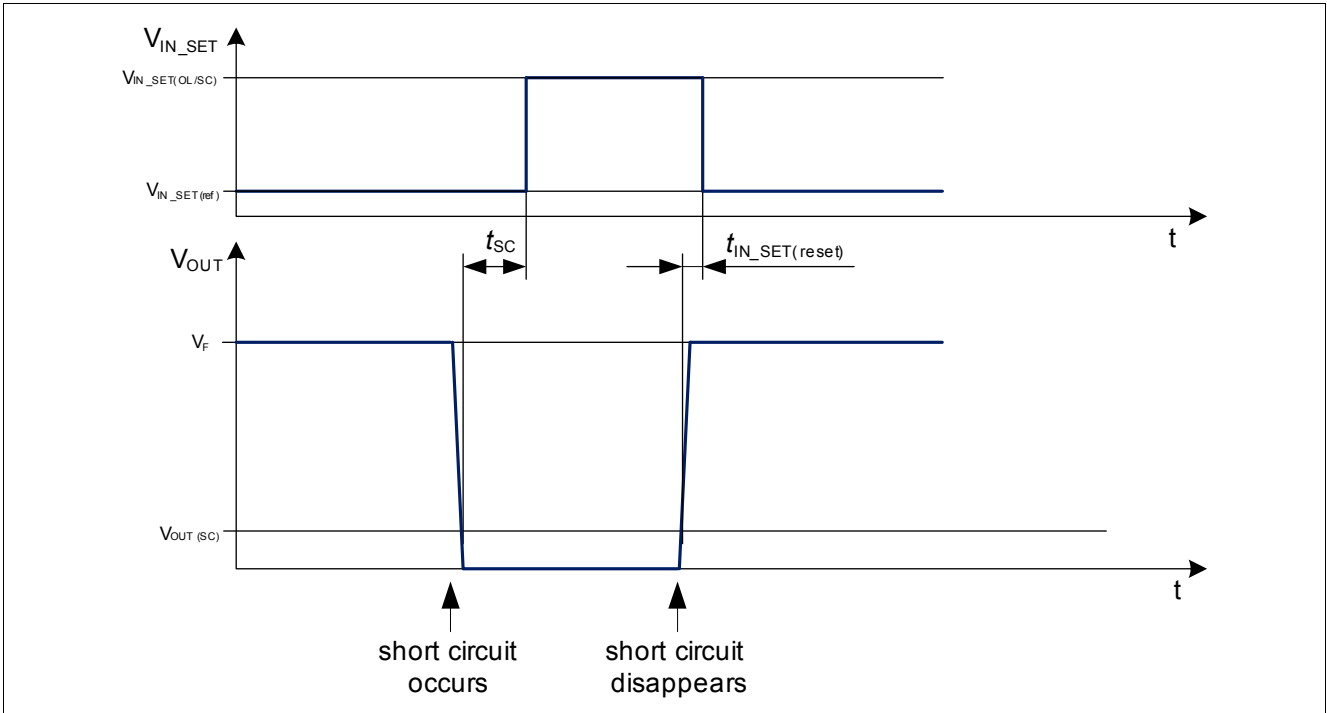 V_IN_SET
V_IN_SET(OL/SC)
V_IN_SET(ref)
t
t_SC
t_IN_SET(reset)
V_OUT
V_F
V_OUT(SC)
t
short circuit
occurs
short circuit
disappears